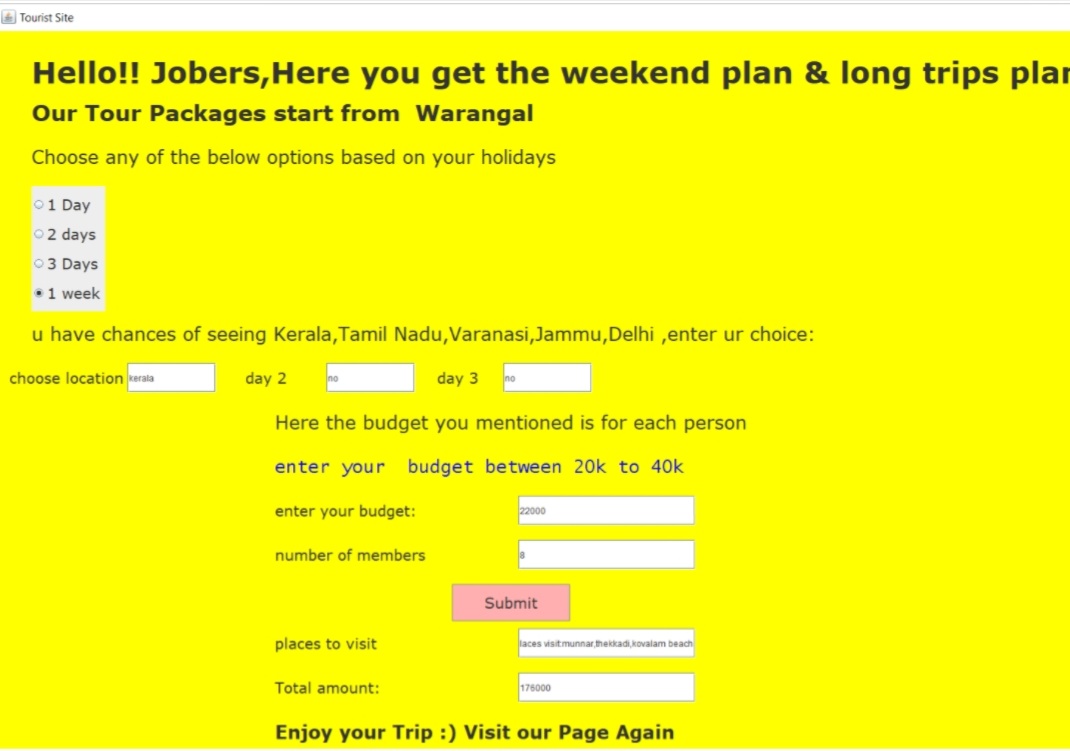 Tourist Site
Hello!! Jobers,Here you get the weekend plan & long trips plan
Our Tour Packages start from Warangal
Choose any of the below options based on your holidays
1 Day
2 days
3 Days
1 week
u have chances of seeing Kerala,Tamil Nadu,Varanasi,Jammu,Delhi ,enter ur choice:
choose location kerala day 2 no day 3 no
Here the budget you mentioned is for each person
enter your budget between 20k to 40k
enter your budget: 22000
number of members 8
Submit
places to visit laces visit:munnar,thekkadi,kovalam beach
Total amount: 176000
Enjoy your Trip :) Visit our Page Again